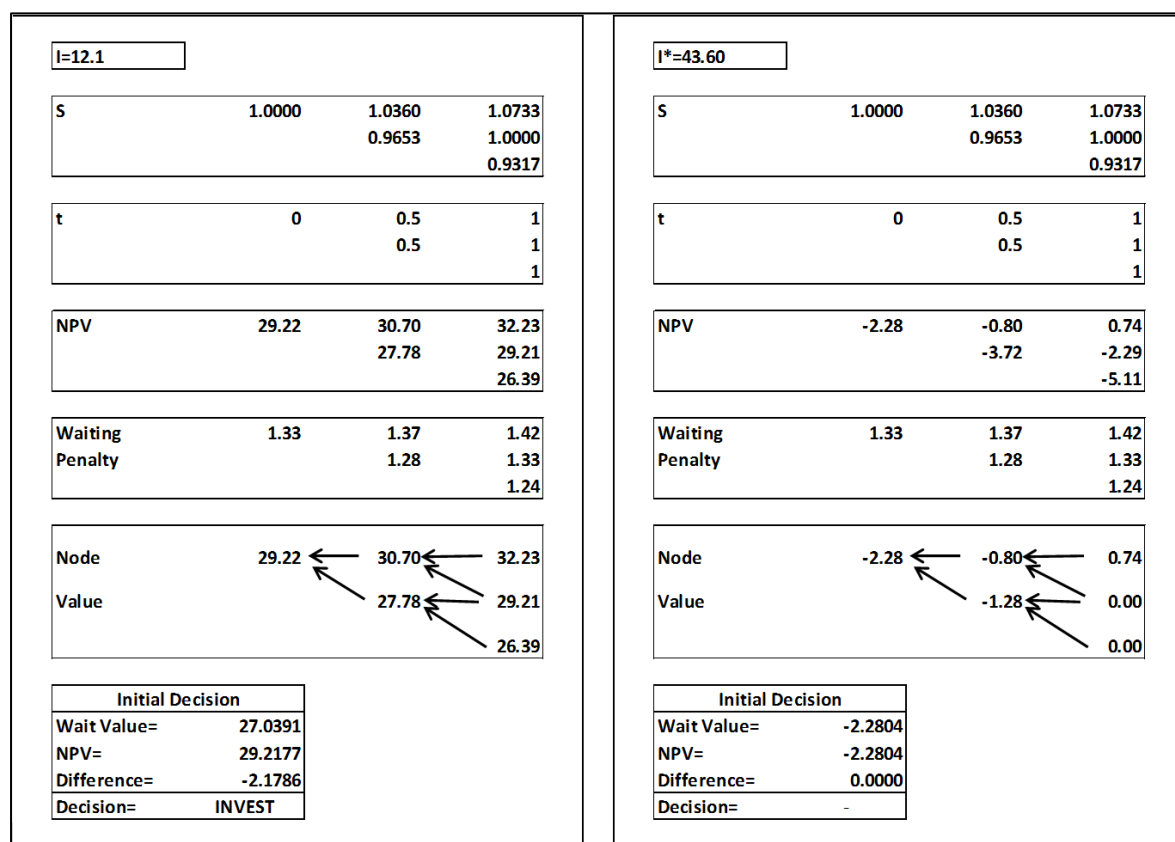 I=12.1
S 1.0000 1.0360 1.0733
0.9653 1.0000
0.9317
t 0 0.5 1
0.5 1
1
NPV 29.22 30.70 32.23
27.78 29.21
26.39
Waiting 1.33 1.37 1.42
Penalty 1.28 1.33
1.24
Node 29.22 30.70 32.23
Value 27.78 29.21
26.39
Initial Decision
Wait Value= 27.0391
NPV= 29.2177
Difference= -2.1786
Decision= INVEST
I*=43.60
S 1.0000 1.0360 1.0733
0.9653 1.0000
0.9317
t 0 0.5 1
0.5 1
1
NPV -2.28 -0.80 0.74
-3.72 -2.29
-5.11
Waiting 1.33 1.37 1.42
Penalty 1.28 1.33
1.24
Node -2.28 -0.80 0.74
Value -1.28 0.00
0.00
Initial Decision
Wait Value= -2.2804
NPV= -2.2804
Difference= 0.0000
Decision= -